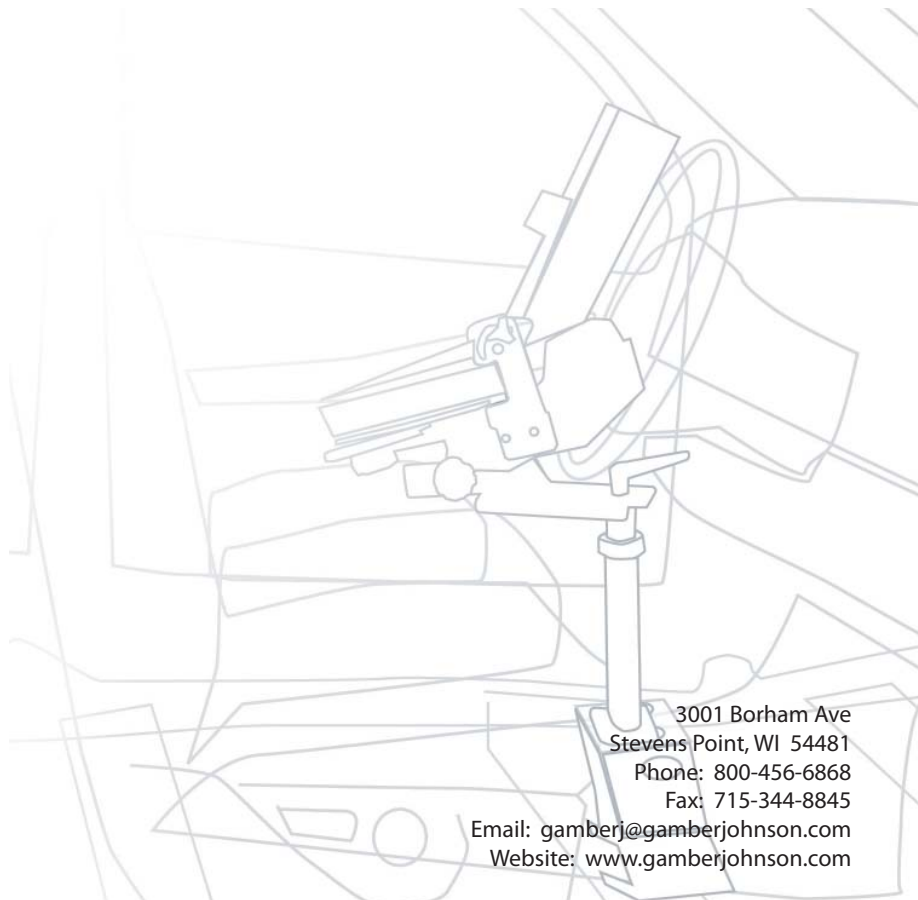 3001 Borham Ave
Stevens Point, WI  54481
Phone:  800-456-6868
Fax:  715-344-8845
Email:  gamberj@gamberjohnson.com
Website:  www.gamberjohnson.com